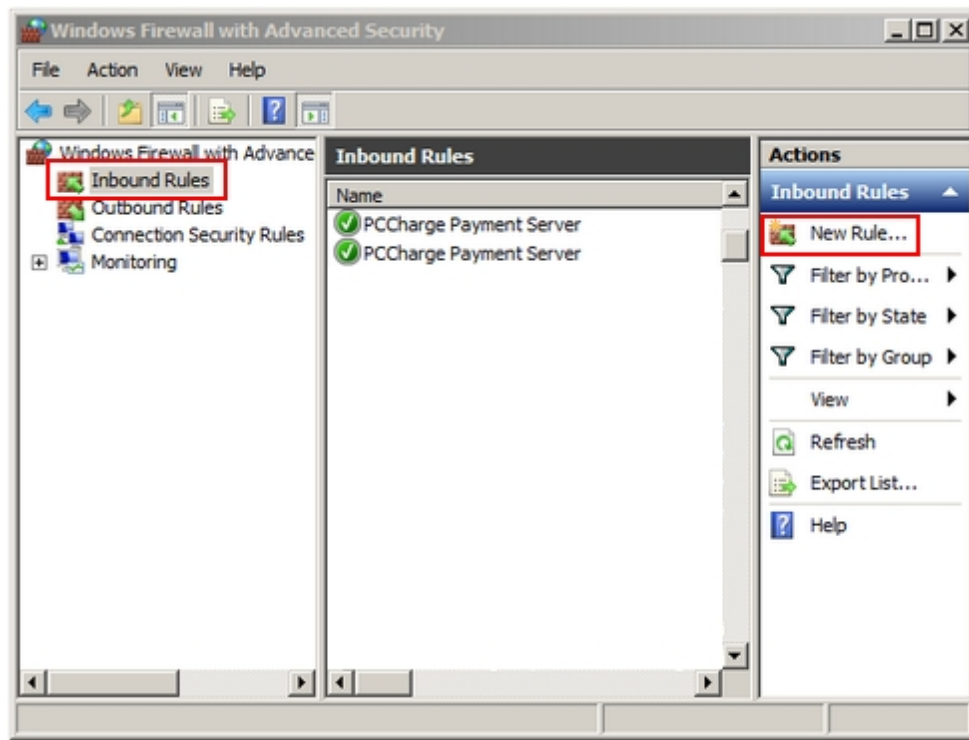 Windows Firewall with Advanced Security
File Action View Help
Windows Firewall with Advance
Inbound Rules
Outbound Rules
Connection Security Rules
Monitoring
Inbound Rules
Name
PCCharge Payment Server
PCCharge Payment Server
Actions
Inbound Rules
New Rule...
Filter by Pro...
Filter by State
Filter by Group
View
Refresh
Export List...
Help